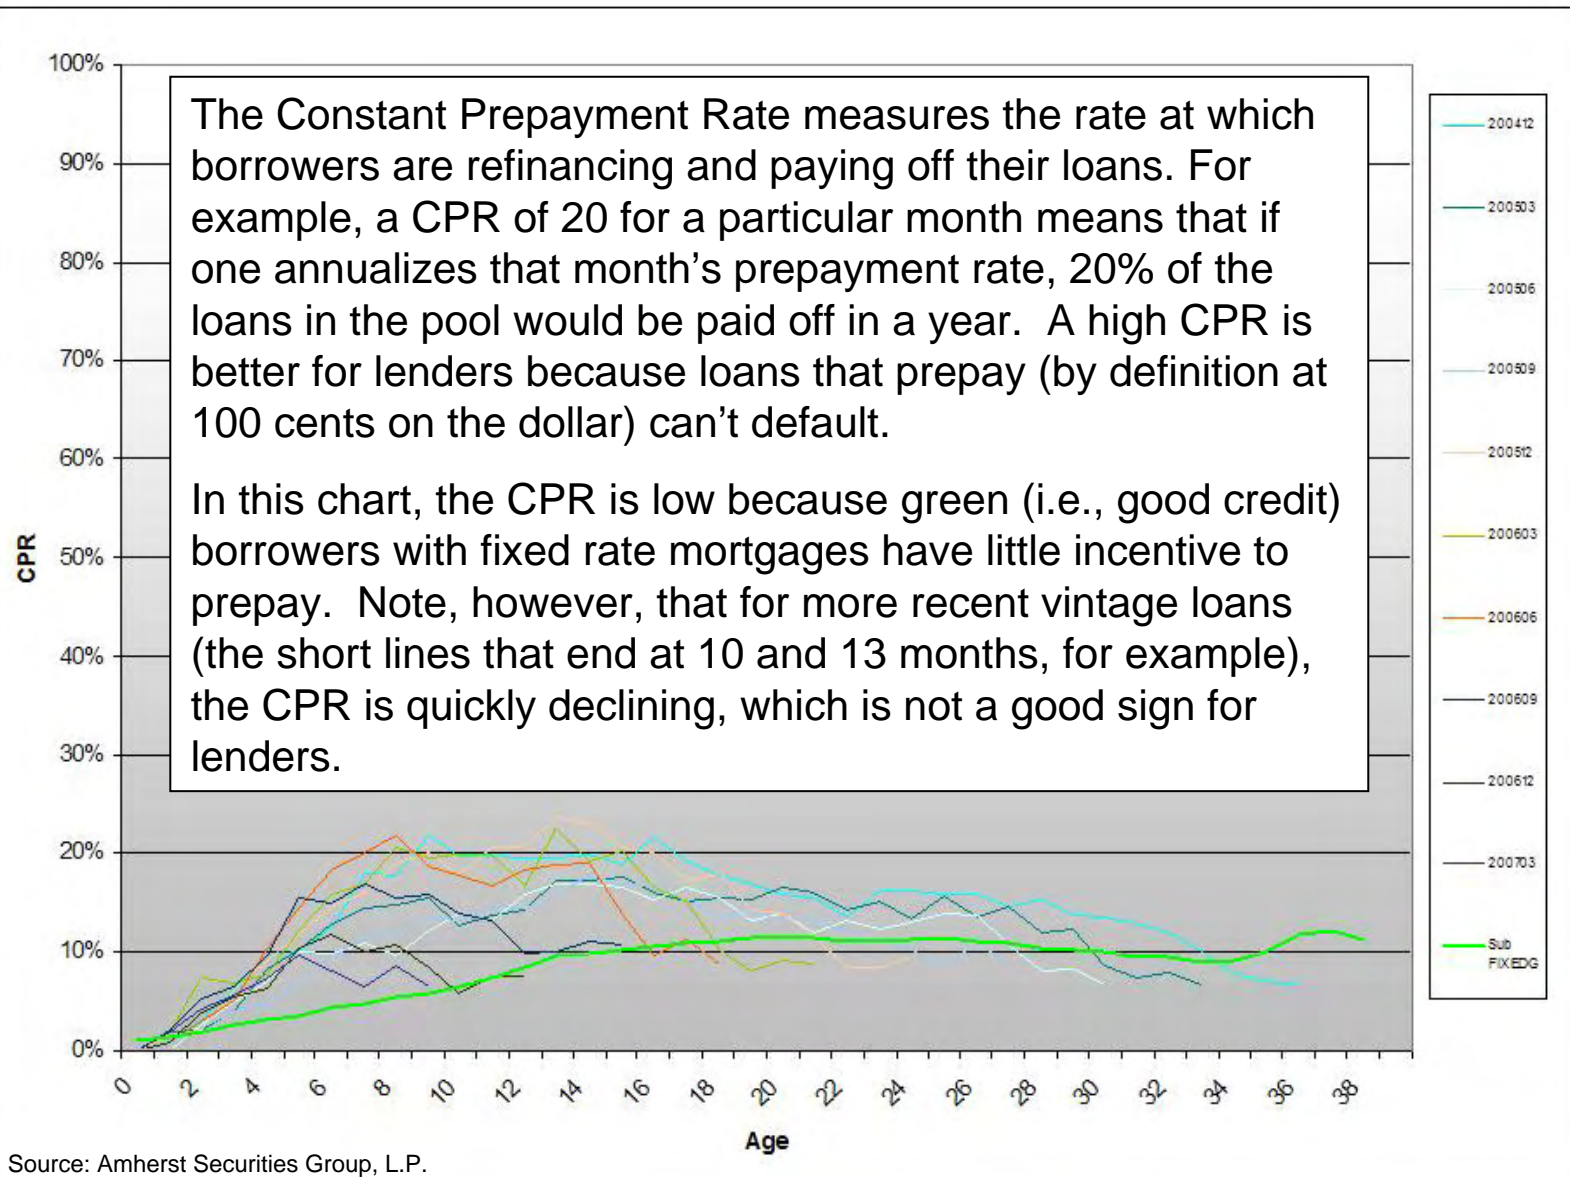 100%
90%
80%
70%
60%
50%
40%
30%
20%
10%
0%
CPR
The Constant Prepayment Rate measures the rate at which
borrowers are refinancing and paying off their loans. For
example, a CPR of 20 for a particular month means that if
one annualizes that month’s prepayment rate, 20% of the
loans in the pool would be paid off in a year.  A high CPR is
better for lenders because loans that prepay (by definition at
100 cents on the dollar) can’t default.
In this chart, the CPR is low because green (i.e., good credit)
borrowers with fixed rate mortgages have little incentive to
prepay.  Note, however, that for more recent vintage loans
(the short lines that end at 10 and 13 months, for example),
the CPR is quickly declining, which is not a good sign for
lenders.
200412
200503
200506
200509
200512
200603
200606
200609
200612
200703
Sub
FIXEDG
0 2 4 6 8 10 12 14 16 18 20 22 24 26 28 30 32 34 36 38
Age
Source: Amherst Securities Group, L.P.